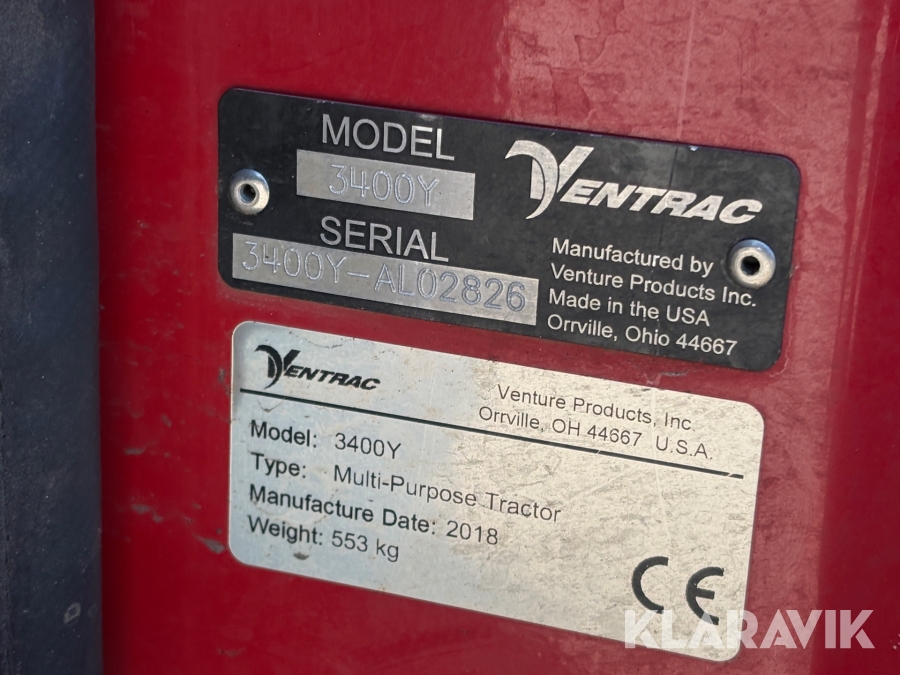 MODEL
3400Y
VENTRAC
SERIAL
3400Y-AL02826
Manufactured by
Venture Products Inc.
Made in the USA
Orrville, Ohio 44667
VENTRAC
Venture Products, Inc
Orrville, OH 44667 U.S.A.
Model: 3400Y
Type: Multi-Purpose Tractor
Manufacture Date: 2018
Weight: 553 kg
CE
KLARAVIK